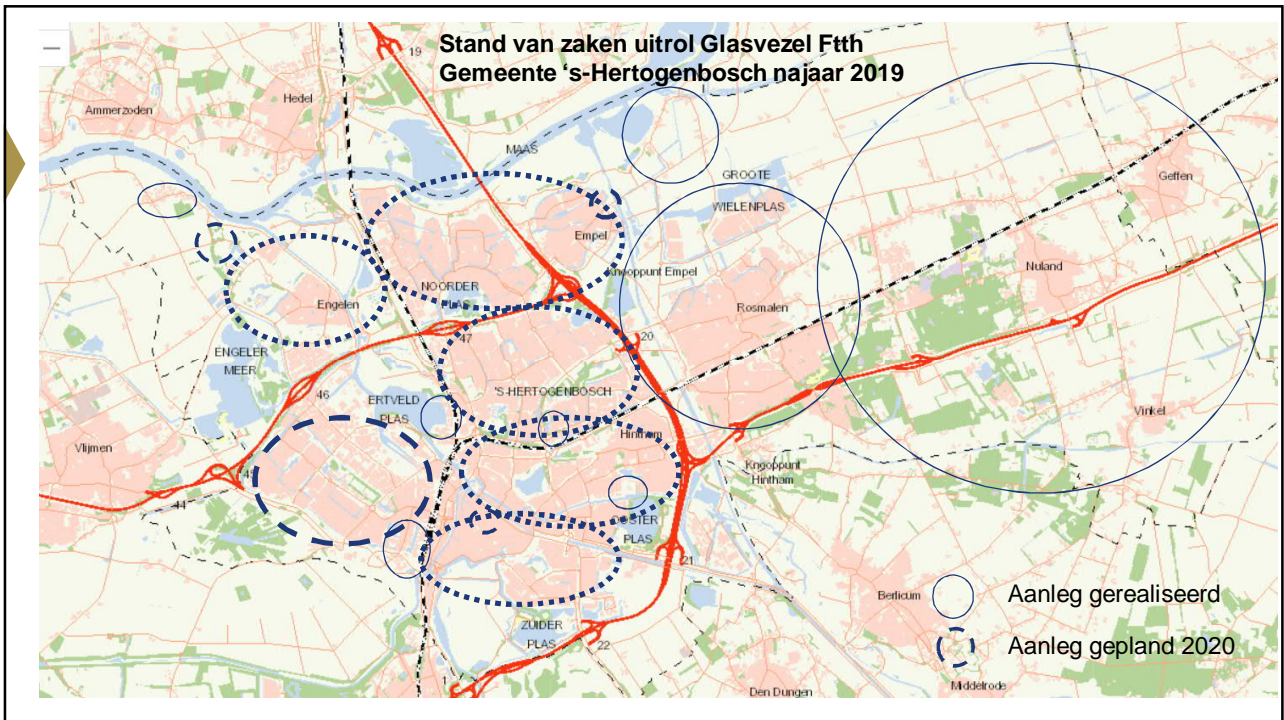 Stand van zaken uitrol Glasvezel Ftth
Gemeente ‘s-Hertogenbosch najaar 2019
19
Hedel
Ammerzoden
MAAS
GROOTE
WIELENPLAS
Geffen
Empel
Knooppunt Empel
Nuland
NOORDER
PLAS
Engelen
Rosmalen
47
20
ENGELER
MEER
46
ERTVELD
PLAS
'S-HERTOGENBOSCH
Vinkel
Hintham
Vlijmen
45
Knooppunt
Hintham
44
OOSTER
PLAS
21
Berlicum
Aanleg gerealiseerd
ZUIDER
PLAS
22
Aanleg gepland 2020
1
Den Dungen
Middelrode